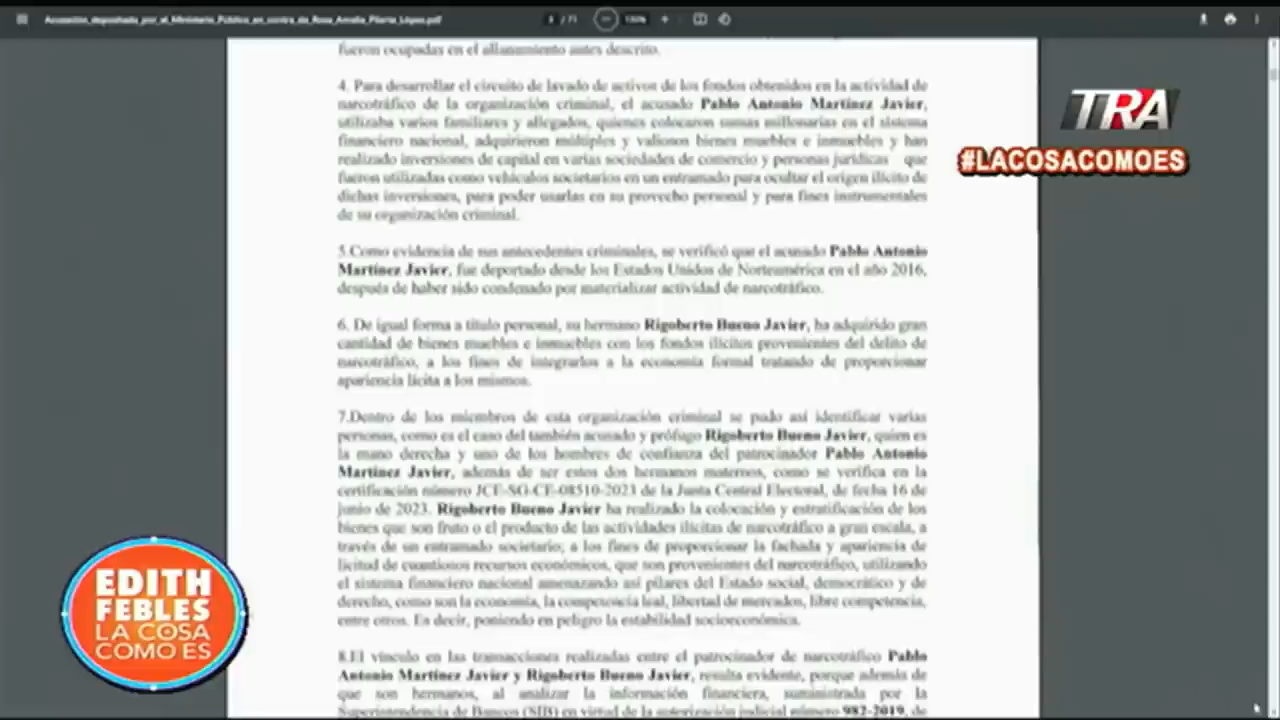 Acusación_depositada_por_el_Ministerio_Público_en_contra_de_Rosa_Amalia_Pilarte_López.pdf
/ 71
150%
fueron ocupadas en el allanamiento antes descrito.
4. Para desarrollar el circuito de lavado de activos de los fondos obtenidos en la actividad de
narcotráfico de la organización criminal, el acusado Pablo Antonio Martínez Javier,
utilizaba varios familiares y allegados, quienes colocaron sumas millonarias en el sistema
financiero nacional, adquirieron múltiples y valiosos bienes muebles e inmuebles y han
realizado inversiones de capital en varias sociedades de comercio y personas jurídicas que
fueron utilizadas como vehículos societarios en un entramado para ocultar el origen ilícito de
dichas inversiones, para poder usarlas en su provecho personal y para fines instrumentales
de su organización criminal.
5.Como evidencia de sus antecedentes criminales, se verificó que el acusado Pablo Antonio
Martínez Javier, fue deportado desde los Estados Unidos de Norteamérica en el año 2016,
después de haber sido condenado por materializar actividad de narcotráfico.
6. De igual forma a título personal, su hermano Rigoberto Bueno Javier, ha adquirido gran
cantidad de bienes muebles e inmuebles con los fondos ilícitos provenientes del delito de
narcotráfico, a los fines de integrarlos a la economía formal tratando de proporcionar
apariencia lícita a los mismos.
7.Dentro de los miembros de esta organización criminal se pudo así identificar varias
personas, como es el caso del también acusado y prófugo Rigoberto Bueno Javier, quien es
la mano derecha y uno de los hombres de confianza del patrocinador Pablo Antonio
Martínez Javier, además de ser estos dos hermanos maternos, como se verifica en la
certificación número JCE-SG-CE-08510-2023 de la Junta Central Electoral, de fecha 16 de
junio de 2023. Rigoberto Bueno Javier ha realizado la colocación y estratificación de los
bienes que son fruto o el producto de las actividades ilícitas de narcotráfico a gran escala, a
través de un entramado societario; a los fines de proporcionar la fachada y apariencia de
licitud de cuantiosos recursos económicos, que son provenientes del narcotráfico, utilizando
el sistema financiero nacional amenazando así pilares del Estado social, democrático y de
derecho, como son la economía, la competencia leal, libertad de mercados, libre competencia,
entre otros. Es decir, poniendo en peligro la estabilidad socioeconómica.
8.El vínculo en las transacciones realizadas entre el patrocinador de narcotráfico Pablo
Antonio Martínez Javier y Rigoberto Bueno Javier, resulta evidente, porque además de
que son hermanos, al analizar la información financiera, suministrada por la
Superintendencia de Bancos (SIB) en virtud de la autorización judicial número 982-2019, de
TRA
#LACOSACOMOES
EDITH
FEBLES
LA COSA
COMO ES